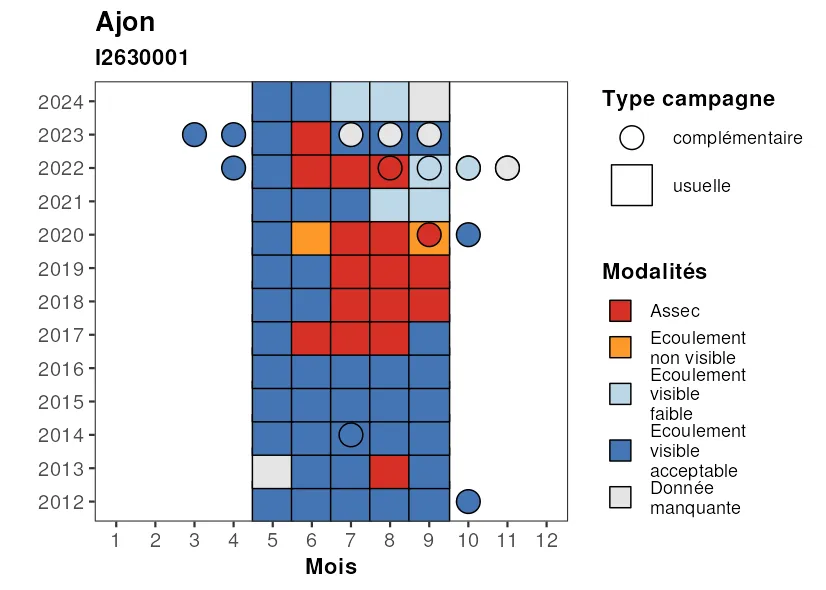 Ajon
I2630001
2024
2023
2022
2021
2020
2019
2018
2017
2016
2015
2014
2013
2012
1 2 3 4 5 6 7 8 9 10 11 12
Mois
Type campagne
complémentaire
usuelle
Modalités
Assec
Ecoulement
non visible
Ecoulement
visible
faible
Ecoulement
visible
acceptable
Donnée
manquante